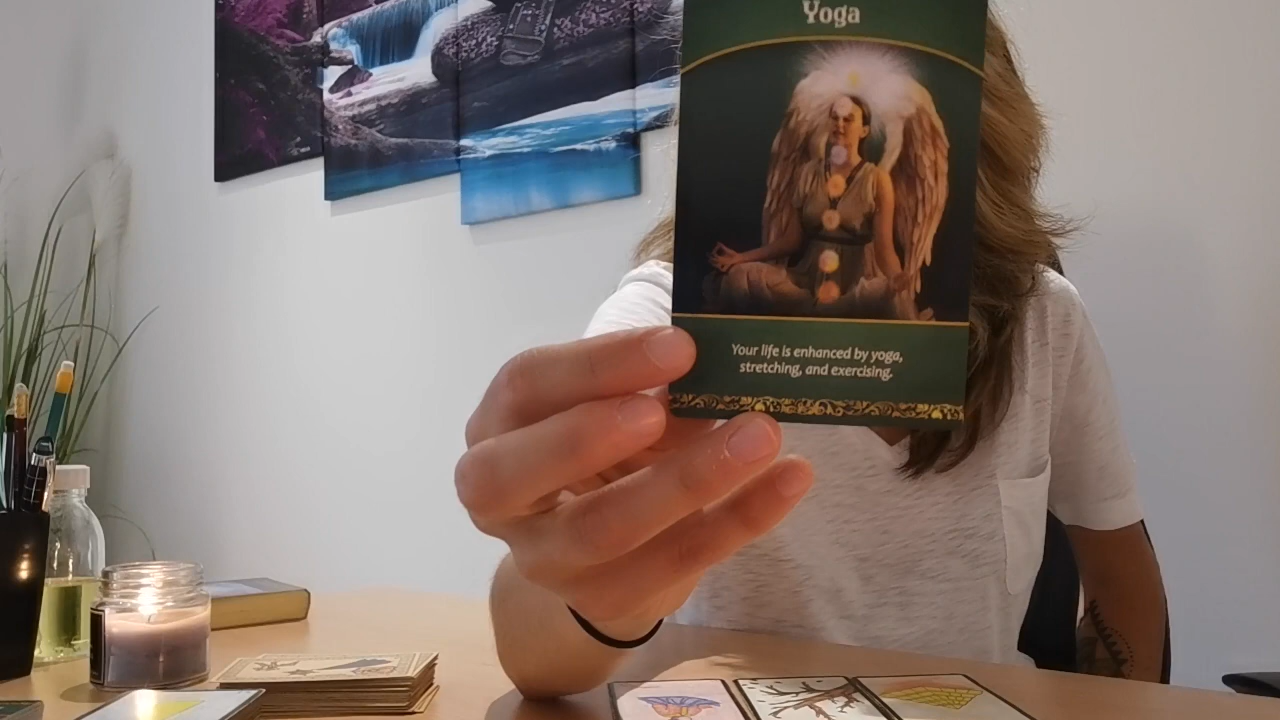 Yoga
Your life is enhanced by yoga,
stretching, and exercising.